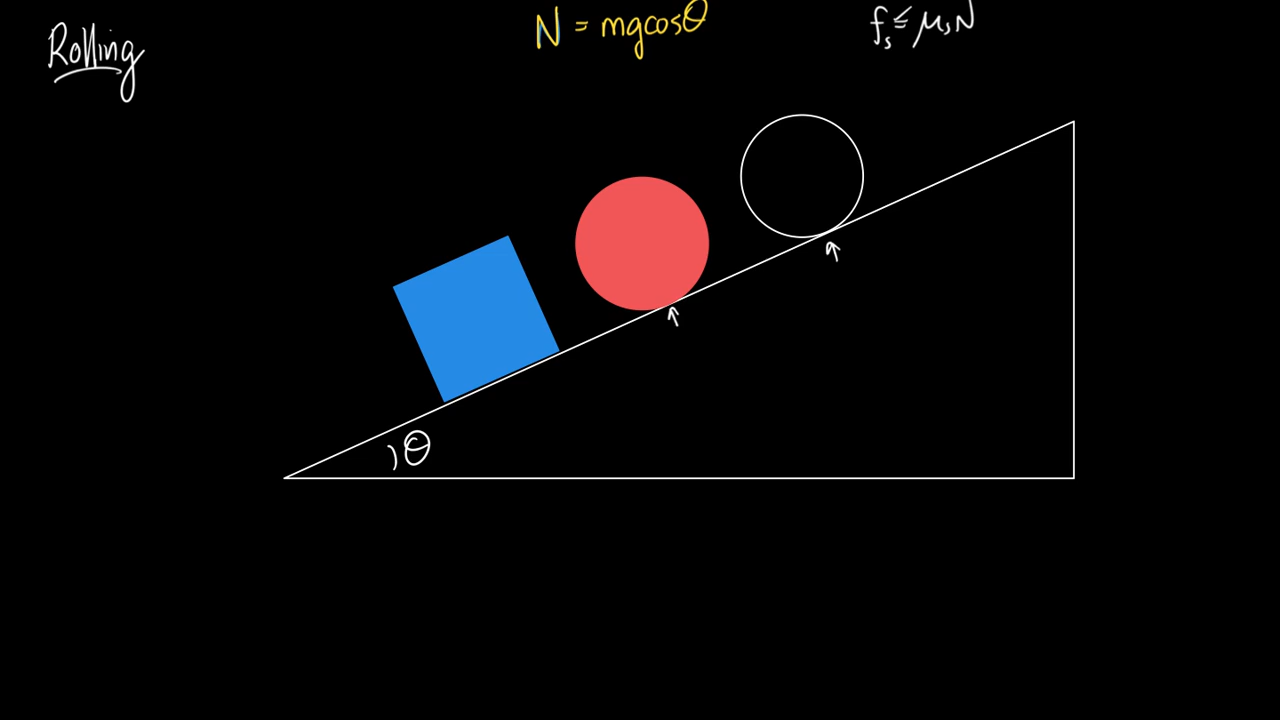 Rolling
N = mgcosθ
fₛ ≤ μₛN
θ